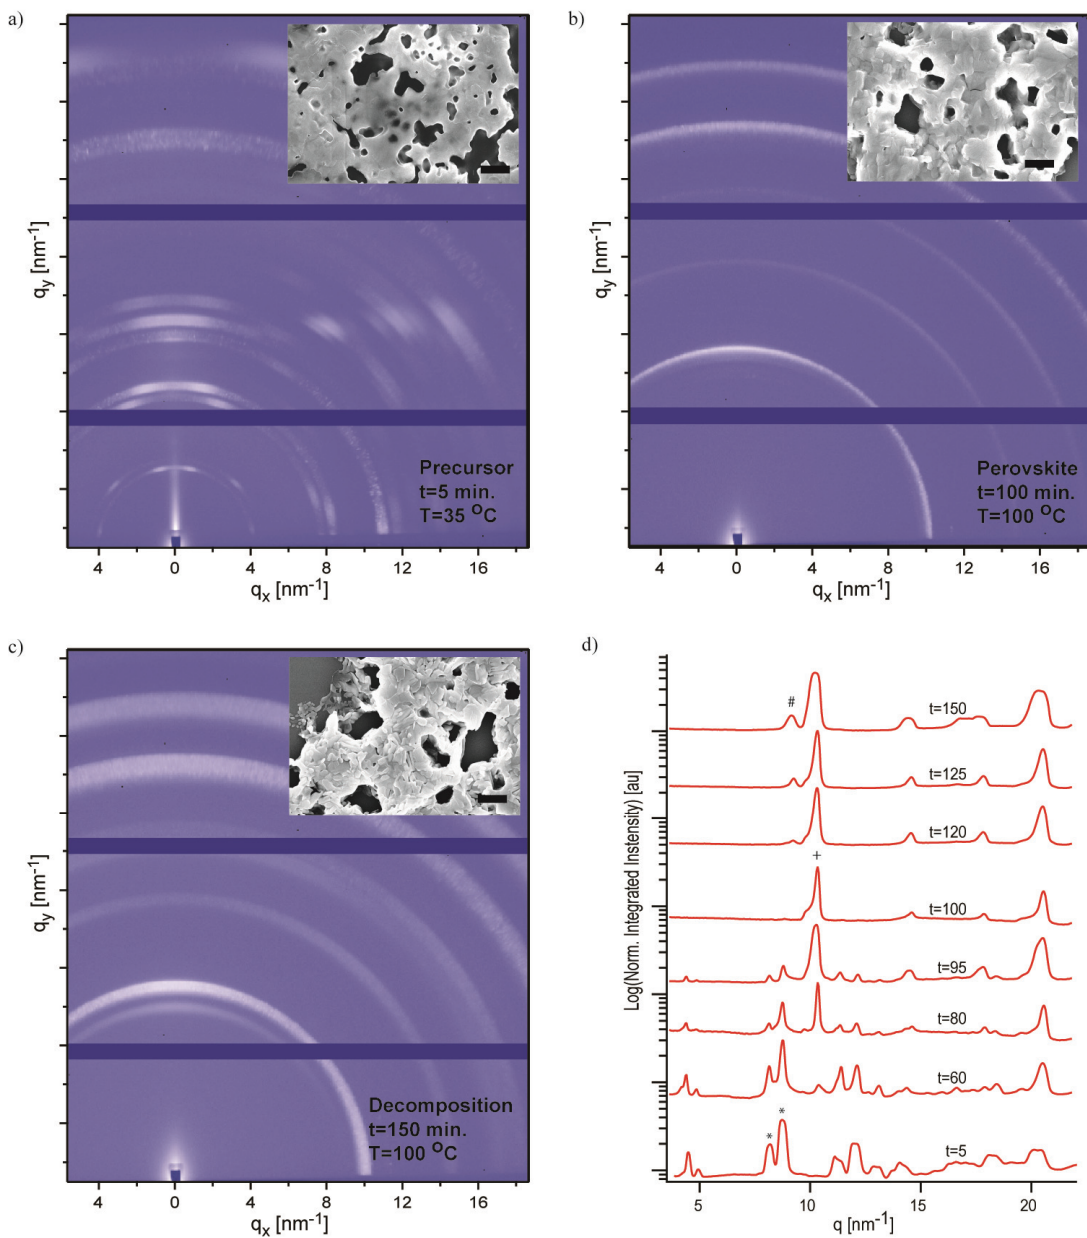 a)
q_y [nm^-1]
Precursor
t=5 min.
T=35 °C
4 0 4 8 12 16
q_x [nm^-1]
b)
q_y [nm^-1]
Perovskite
t=100 min.
T=100 °C
4 0 4 8 12 16
q_x [nm^-1]
c)
q_y [nm^-1]
Decomposition
t=150 min.
T=100 °C
4 0 4 8 12 16
q_x [nm^-1]
d)
Log(Norm. Integrated Instensity) [au]
#
t=150
t=125
t=120
+
t=100
t=95
t=80
t=60
*
*
t=5
5 10 15 20
q [nm^-1]